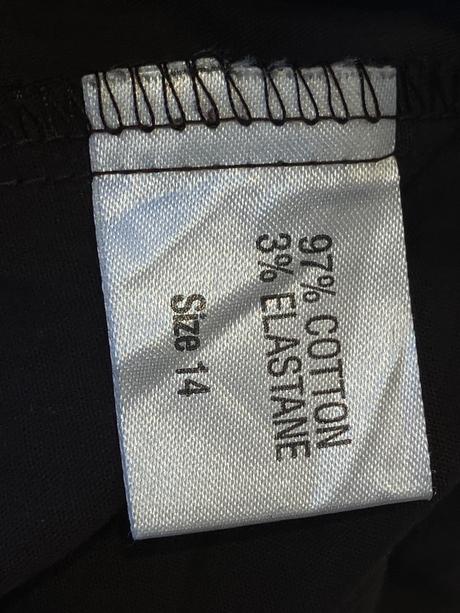 97% COTTON
3% ELASTANE
Size 14